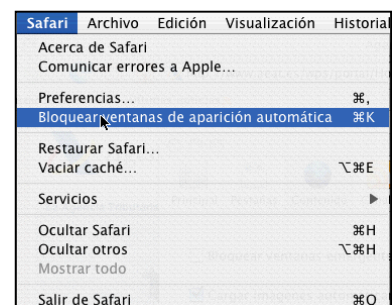 Safari Archivo Edición Visualización Historial
Acerca de Safari
Comunicar errores a Apple...
Preferencias... ⌘,
Bloquear ventanas de aparición automática ⌘K
Restaurar Safari...
Vaciar caché... ⌥⌘E
Servicios ▶
Ocultar Safari ⌘H
Ocultar otros ⌥⌘H
Mostrar todo
Salir de Safari ⌘Q